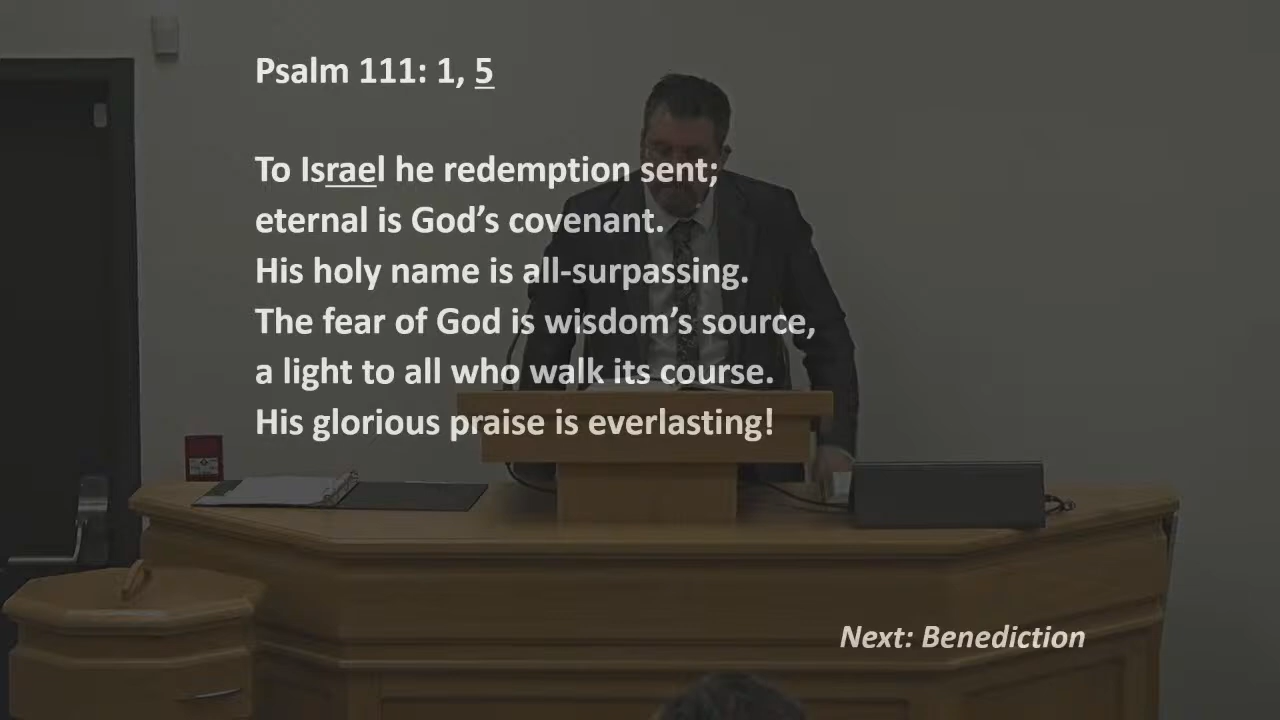 Psalm 111: 1, 5
To Israel he redemption sent;
eternal is God's covenant.
His holy name is all-surpassing.
The fear of God is wisdom's source,
a light to all who walk its course.
His glorious praise is everlasting!
Next: Benediction